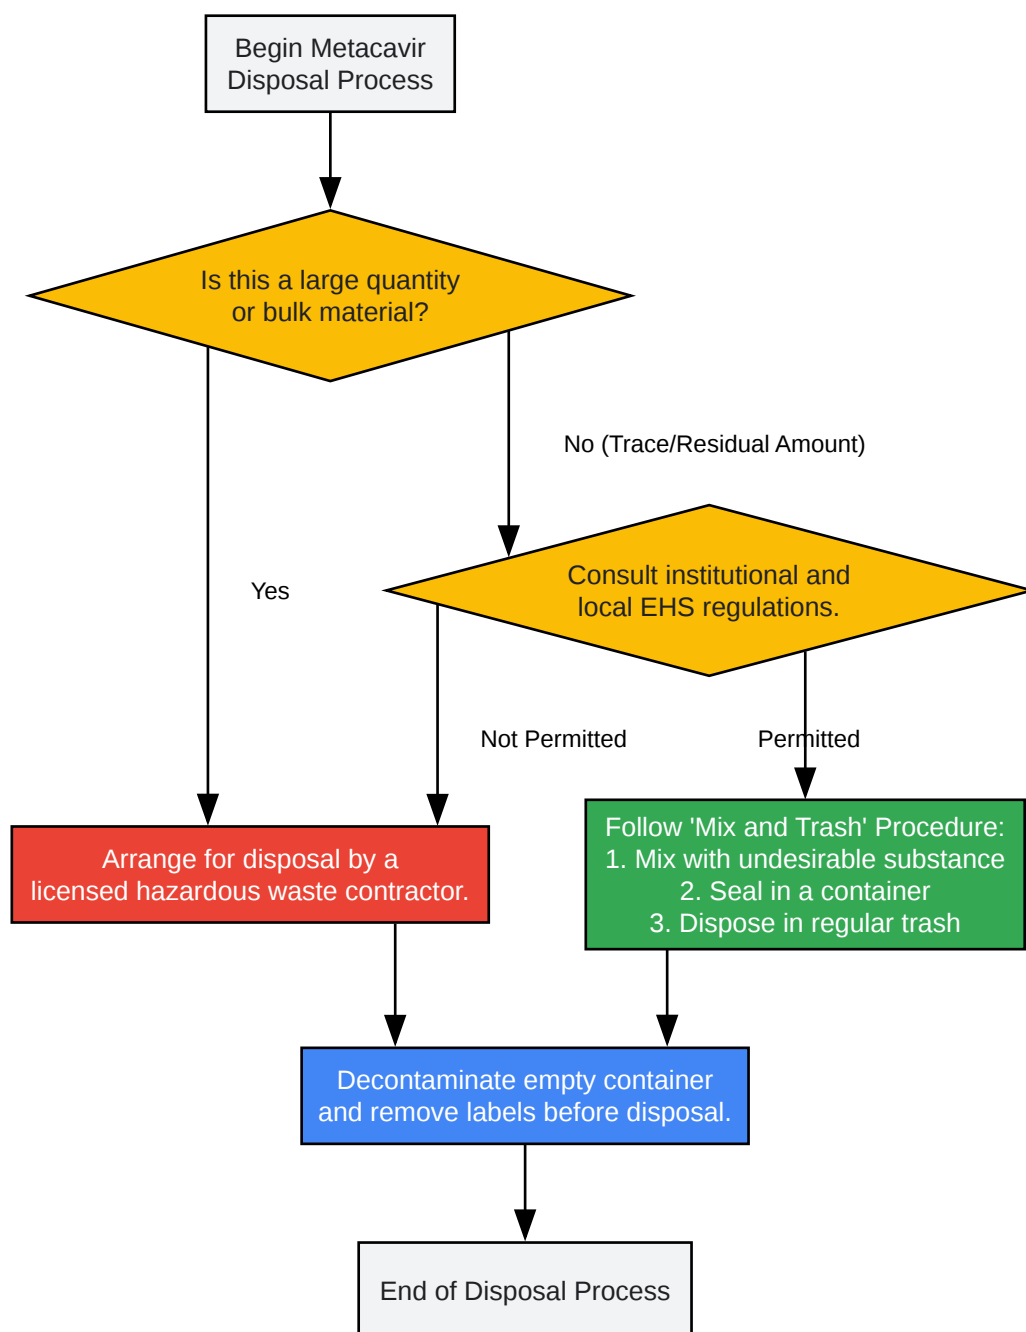 Begin Metacavir
Disposal Process
Is this a large quantity
or bulk material?
No (Trace/Residual Amount)
Consult institutional and
local EHS regulations.
Yes
Not Permitted
Permitted
Arrange for disposal by a
licensed hazardous waste contractor.
Follow 'Mix and Trash' Procedure:
1. Mix with undesirable substance
2. Seal in a container
3. Dispose in regular trash
Decontaminate empty container
and remove labels before disposal.
End of Disposal Process